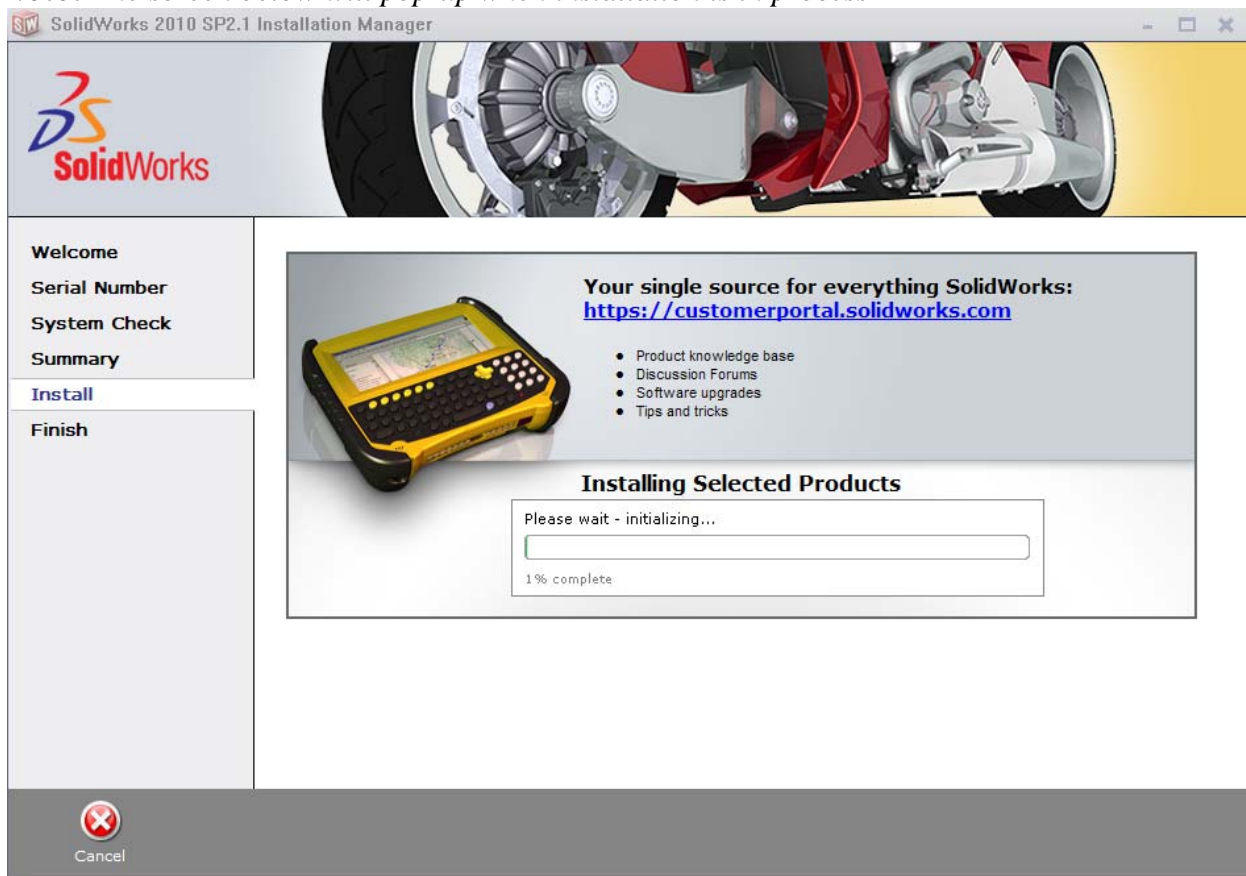 SolidWorks 2010 SP2.1 Installation Manager
SolidWorks
Welcome
Serial Number
System Check
Summary
Install
Finish
Your single source for everything SolidWorks:
https://customerportal.solidworks.com
Product knowledge base
Discussion Forums
Software upgrades
Tips and tricks
Installing Selected Products
Please wait - initializing...
1% complete
Cancel